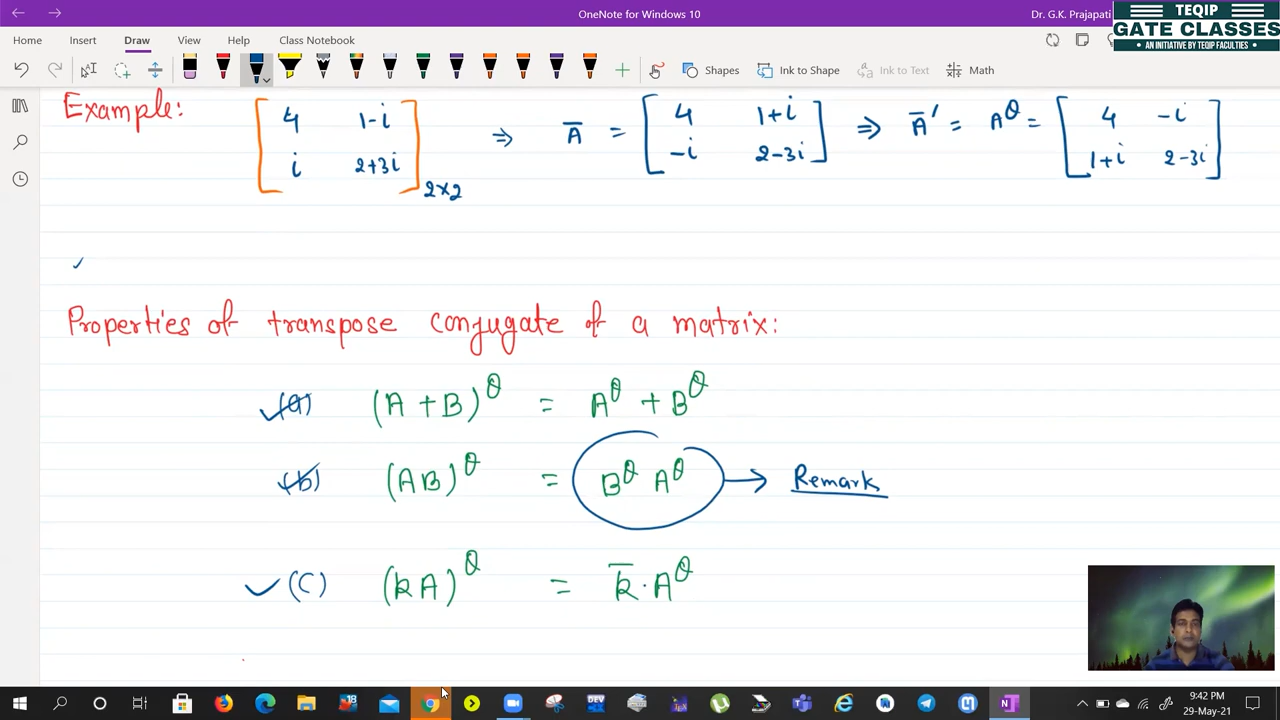 OneNote for Windows 10
Dr. G.K. Prajapati
TEQIP
GATE CLASSES
AN INITIATIVE BY TEQIP FACULTIES
Home Insert Draw View Help Class Notebook
Shapes Ink to Shape Ink to Text Math
Example: [4 1-i; i 2+3i]2×2 ⇒ A̅ = [4 1+i; -i 2-3i] ⇒ A̅' = A^θ = [4 -i; 1+i 2-3i]
Properties of transpose conjugate of a matrix:
(a) (A+B)^θ = A^θ + B^θ
(b) (AB)^θ = B^θ A^θ → Remark
(C) (kA)^θ = k̅·A^θ
9:42 PM
29-May-21